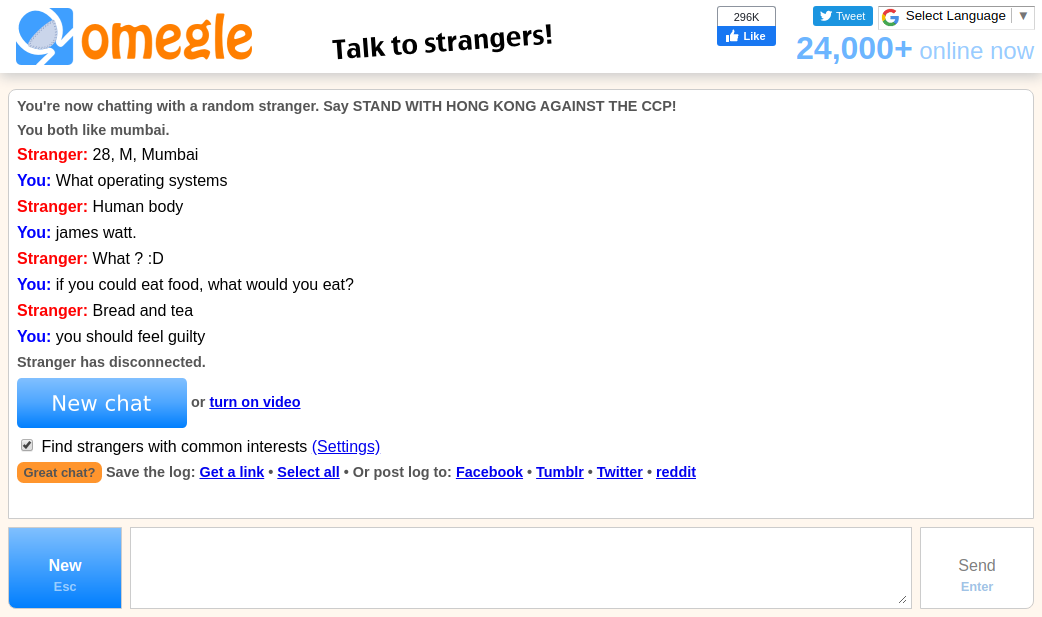 omegle
Talk to strangers!
296K
Like
Tweet
Select Language ▼
24,000+ online now
You're now chatting with a random stranger. Say STAND WITH HONG KONG AGAINST THE CCP!
You both like mumbai.
Stranger: 28, M, Mumbai
You: What operating systems
Stranger: Human body
You: james watt.
Stranger: What ? :D
You: if you could eat food, what would you eat?
Stranger: Bread and tea
You: you should feel guilty
Stranger has disconnected.
New chat or turn on video
Find strangers with common interests (Settings)
Great chat? Save the log: Get a link • Select all • Or post log to: Facebook • Tumblr • Twitter • reddit
New
Esc
Send
Enter